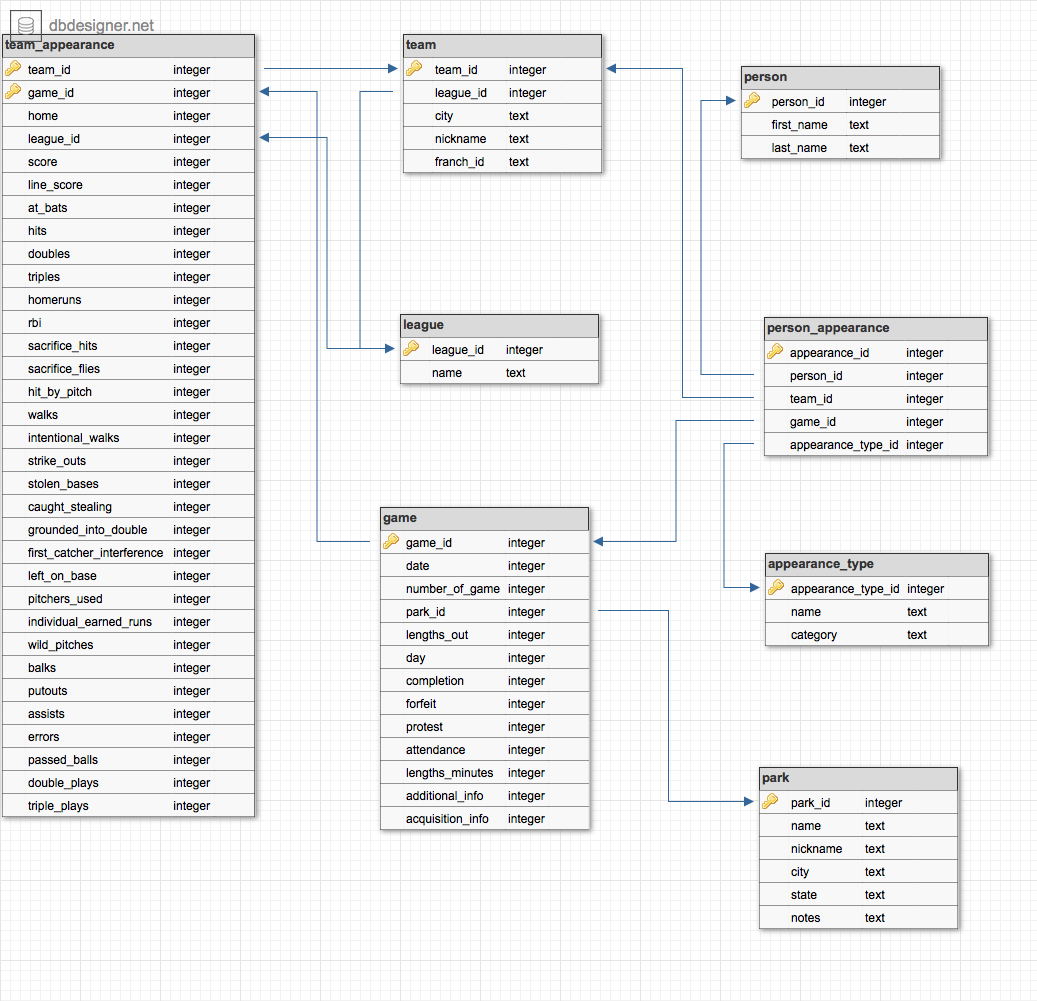 dbdesigner.net
team_appearance
team_id integer
game_id integer
home integer
league_id integer
score integer
line_score integer
at_bats integer
hits integer
doubles integer
triples integer
homeruns integer
rbi integer
sacrifice_hits integer
sacrifice_flies integer
hit_by_pitch integer
walks integer
intentional_walks integer
strike_outs integer
stolen_bases integer
caught_stealing integer
grounded_into_double integer
first_catcher_interference integer
left_on_base integer
pitchers_used integer
individual_earned_runs integer
wild_pitches integer
balks integer
putouts integer
assists integer
errors integer
passed_balls integer
double_plays integer
triple_plays integer
team
team_id integer
league_id integer
city text
nickname text
franch_id text
league
league_id integer
name text
game
game_id integer
date integer
number_of_game integer
park_id integer
lengths_out integer
day integer
completion integer
forfeit integer
protest integer
attendance integer
lengths_minutes integer
additional_info integer
acquisition_info integer
person
person_id integer
first_name text
last_name text
person_appearance
appearance_id integer
person_id integer
team_id integer
game_id integer
appearance_type_id integer
appearance_type
appearance_type_id integer
name text
category text
park
park_id integer
name text
nickname text
city text
state text
notes text